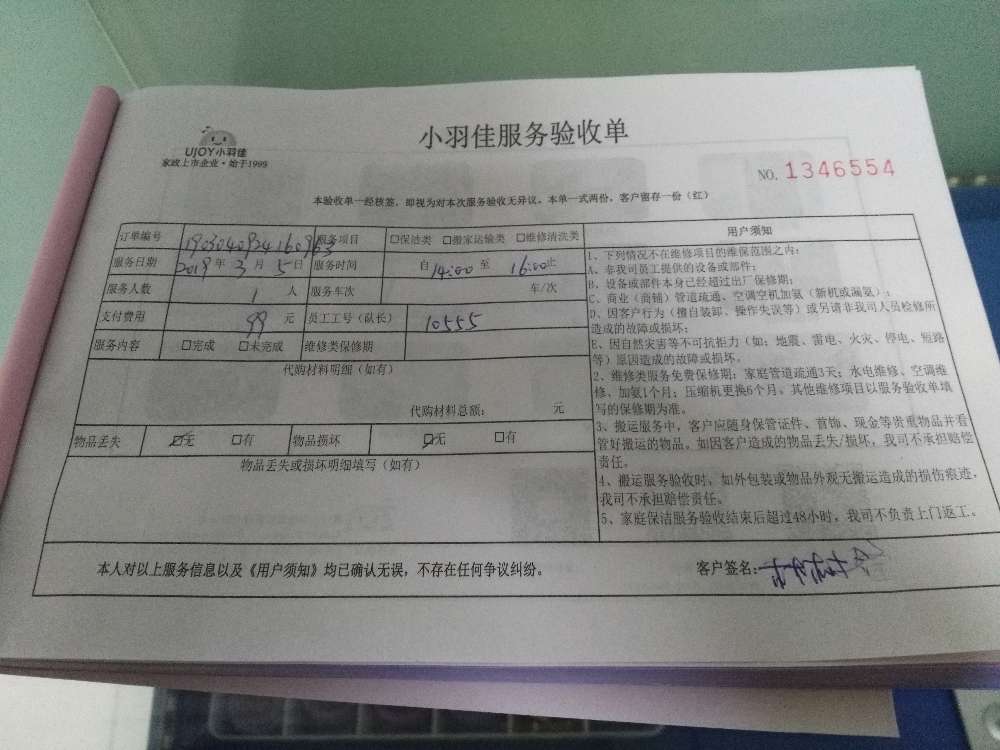 小羽佳服务验收单
UJOY小羽佳
家政上市企业·始于1999
NO. 1346554
本验收单一经核签，即视为对本次服务验收无异议。本单一式两份，客户留存一份（红）
订单编号 服务项目 □保洁类 □搬家运输类 □维修清洗类
服务日期 2019年3月5日 服务时间 自14:00至16:00止
服务人数 1人 服务车次 车/次
支付费用 99元 员工工号(队长) 10555
服务内容 □完成 □未完成 维修类保修期
代购材料明细（如有）
代购材料总额： 元
物品丢失 ☑无 □有 物品损坏 ☑无 □有
物品丢失或损坏明细填写（如有）
用户须知
1、下列情况不在维修项目的维保范围之内：
A、非我司员工提供的设备或部件；
B、设备或部件本身已经超过出厂保修期；
C、商业（商铺）管道疏通、空调空机加氨（新机或漏氨）；
D、因客户行为（擅自装卸、操作失误等）或另请非我司人员检修所
造成的故障或损坏；
E、因自然灾害等不可抗拒力（如：地震、雷电、火灾、停电、短路
等）原因造成的故障或损坏。
2、维修类服务免费保修期：家庭管道疏通3天；水电维修、空调维
修、加氨1个月；压缩机更换6个月。其他维修项目以服务验收单填
写的保修期为准。
3、搬运服务中，客户应随身保管证件、首饰、现金等贵重物品并看
管好搬运的物品。如因客户造成的物品丢失/损坏，我司不承担赔偿
责任。
4、搬运服务验收时，如外包装或物品外观无搬运造成的损伤痕迹，
我司不承担赔偿责任。
5、家庭保洁服务验收结束后超过48小时，我司不负责上门返工。
本人对以上服务信息以及《用户须知》均已确认无误，不存在任何争议纠纷。
客户签名：